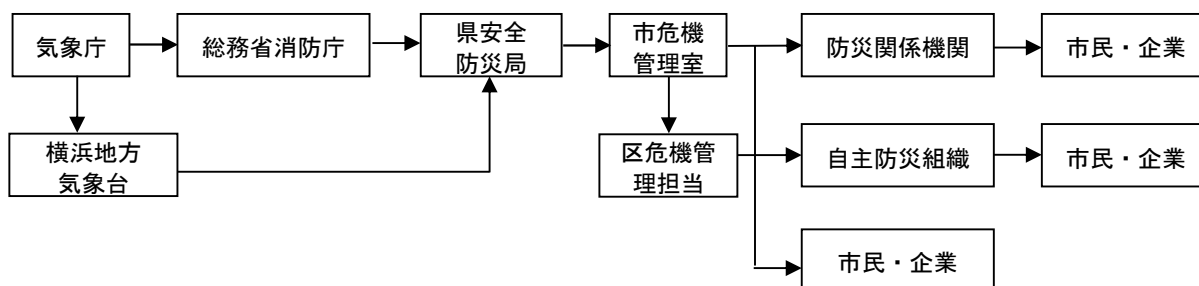 気象庁
総務省消防庁
県安全
防災局
市危機
管理室
防災関係機関
市民・企業
横浜地方
気象台
区危機管
理担当
自主防災組織
市民・企業
市民・企業